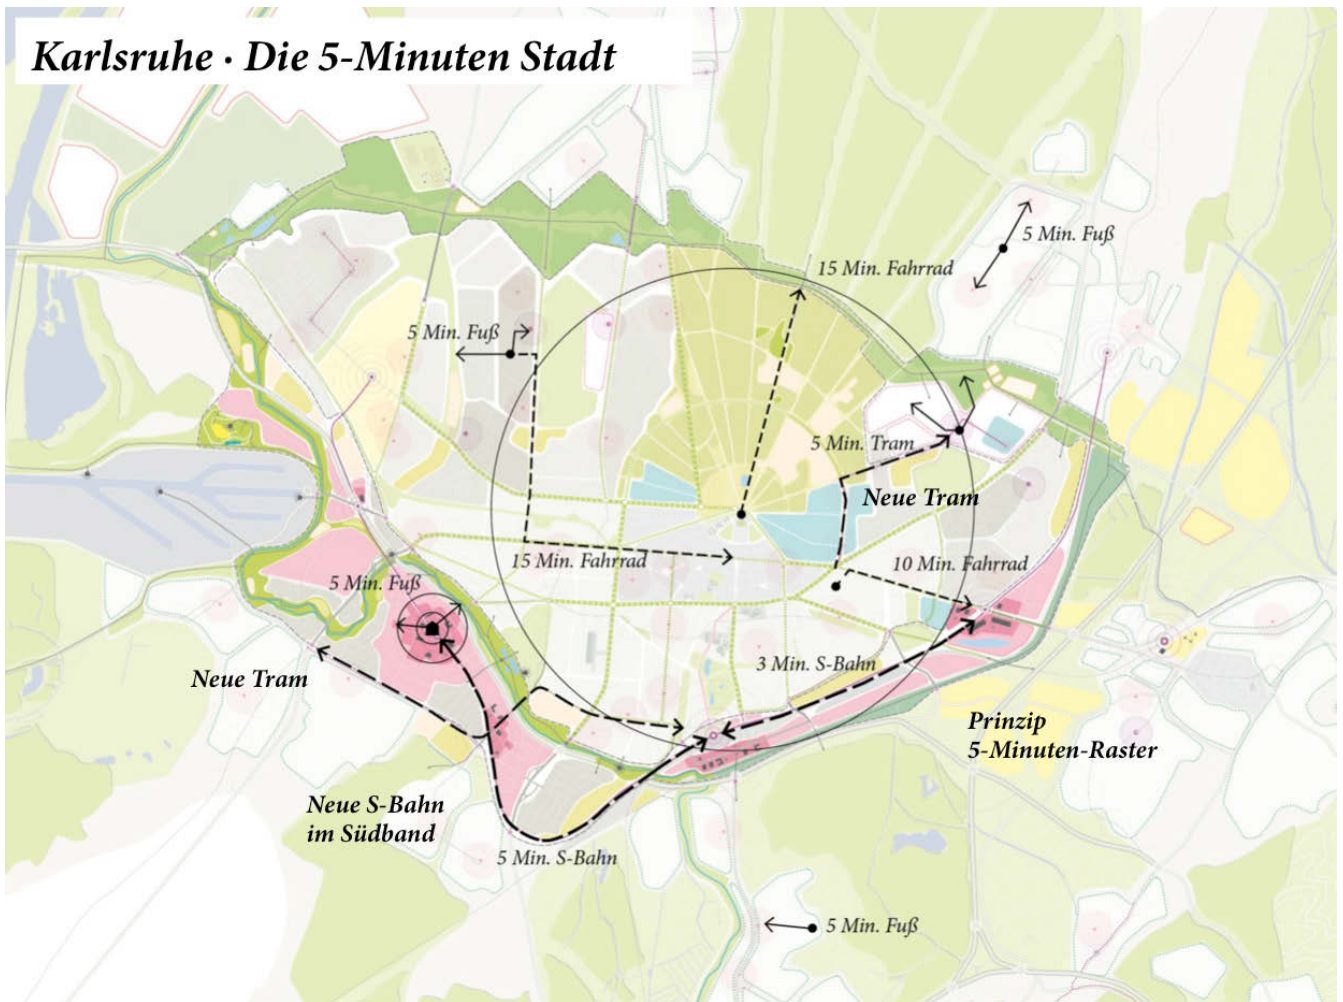 Karlsruhe · Die 5-Minuten Stadt
5 Min. Fuß
15 Min. Fahrrad
5 Min. Fuß
5 Min. Tram
Neue Tram
15 Min. Fahrrad
10 Min. Fahrrad
5 Min. Fuß
3 Min. S-Bahn
Neue Tram
Prinzip
5-Minuten-Raster
Neue S-Bahn
im Südband
5 Min. S-Bahn
5 Min. Fuß